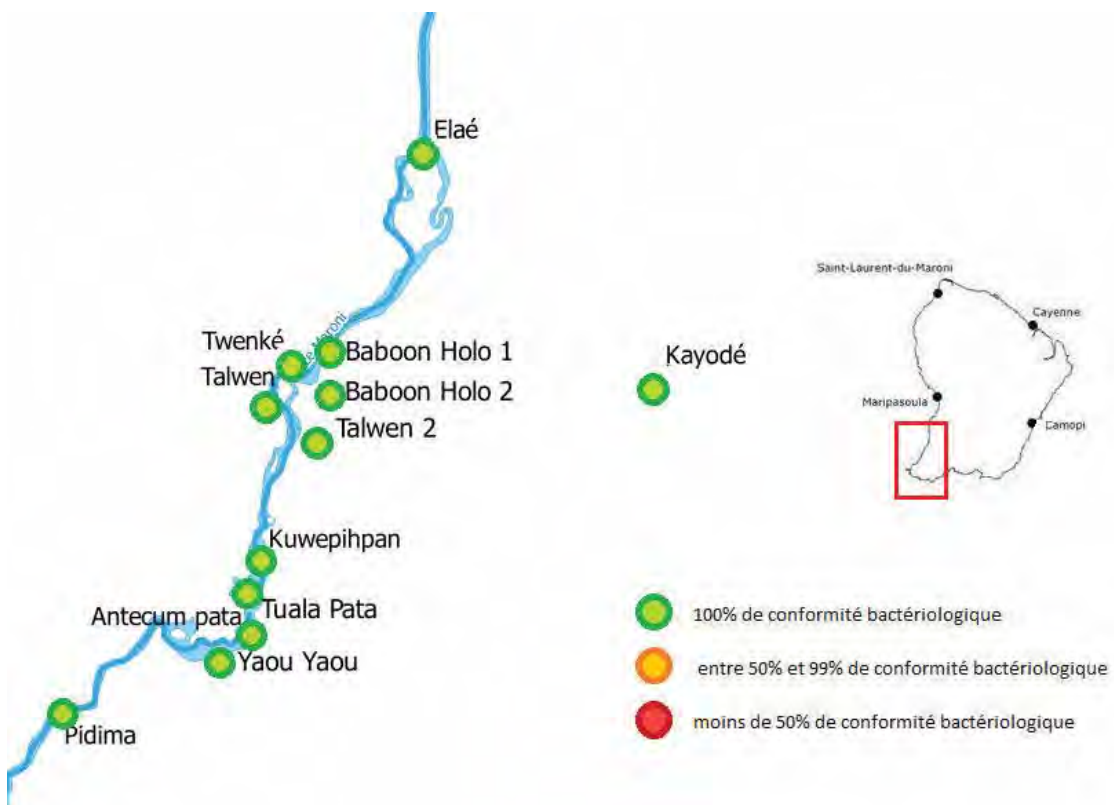 Elaé
Le Maroni
Twenké
Baboon Holo 1
Talwen
Baboon Holo 2
Talwen 2
Kayodé
Kuwepihpan
Tuala Pata
Antecum pata
Yaou Yaou
Pidima
Saint-Laurent-du-Maroni
Cayenne
Maripasoula
Camopi
100% de conformité bactériologique
entre 50% et 99% de conformité bactériologique
moins de 50% de conformité bactériologique